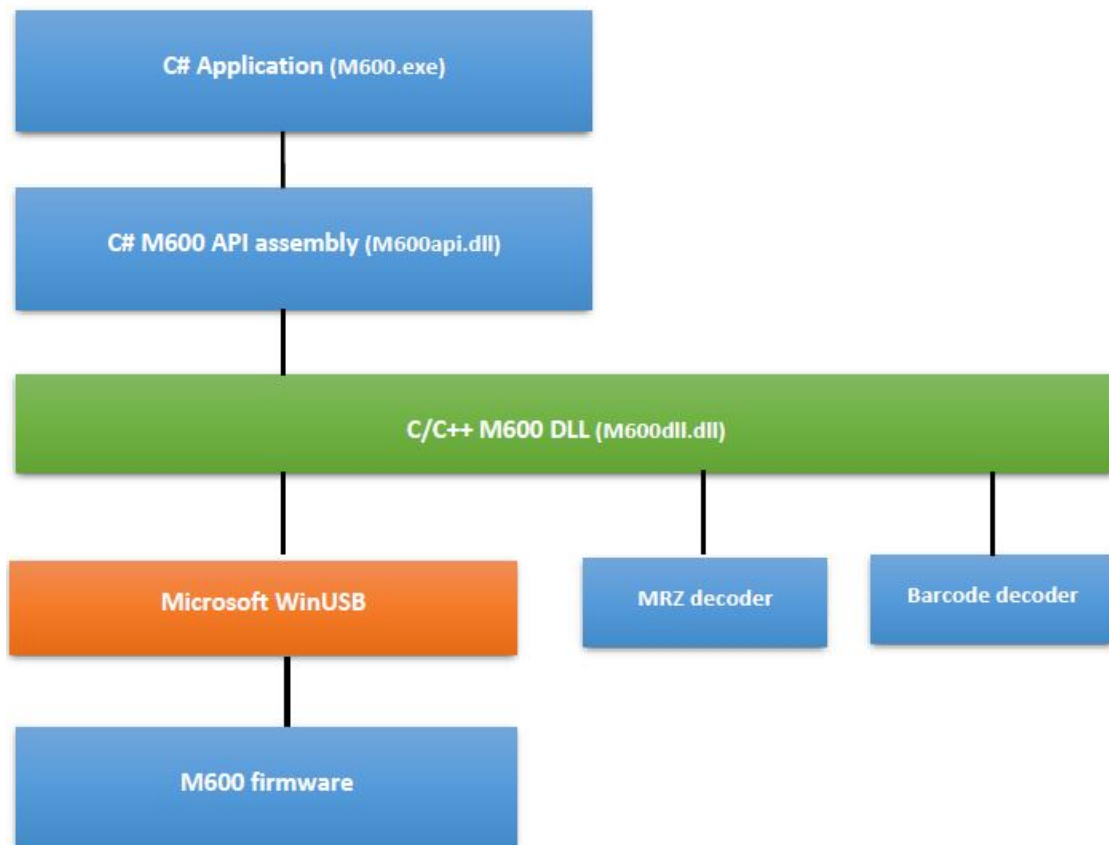 C# Application (M600.exe)
C# M600 API assembly (M600api.dll)
C/C++ M600 DLL (M600dll.dll)
Microsoft WinUSB
MRZ decoder
Barcode decoder
M600 firmware